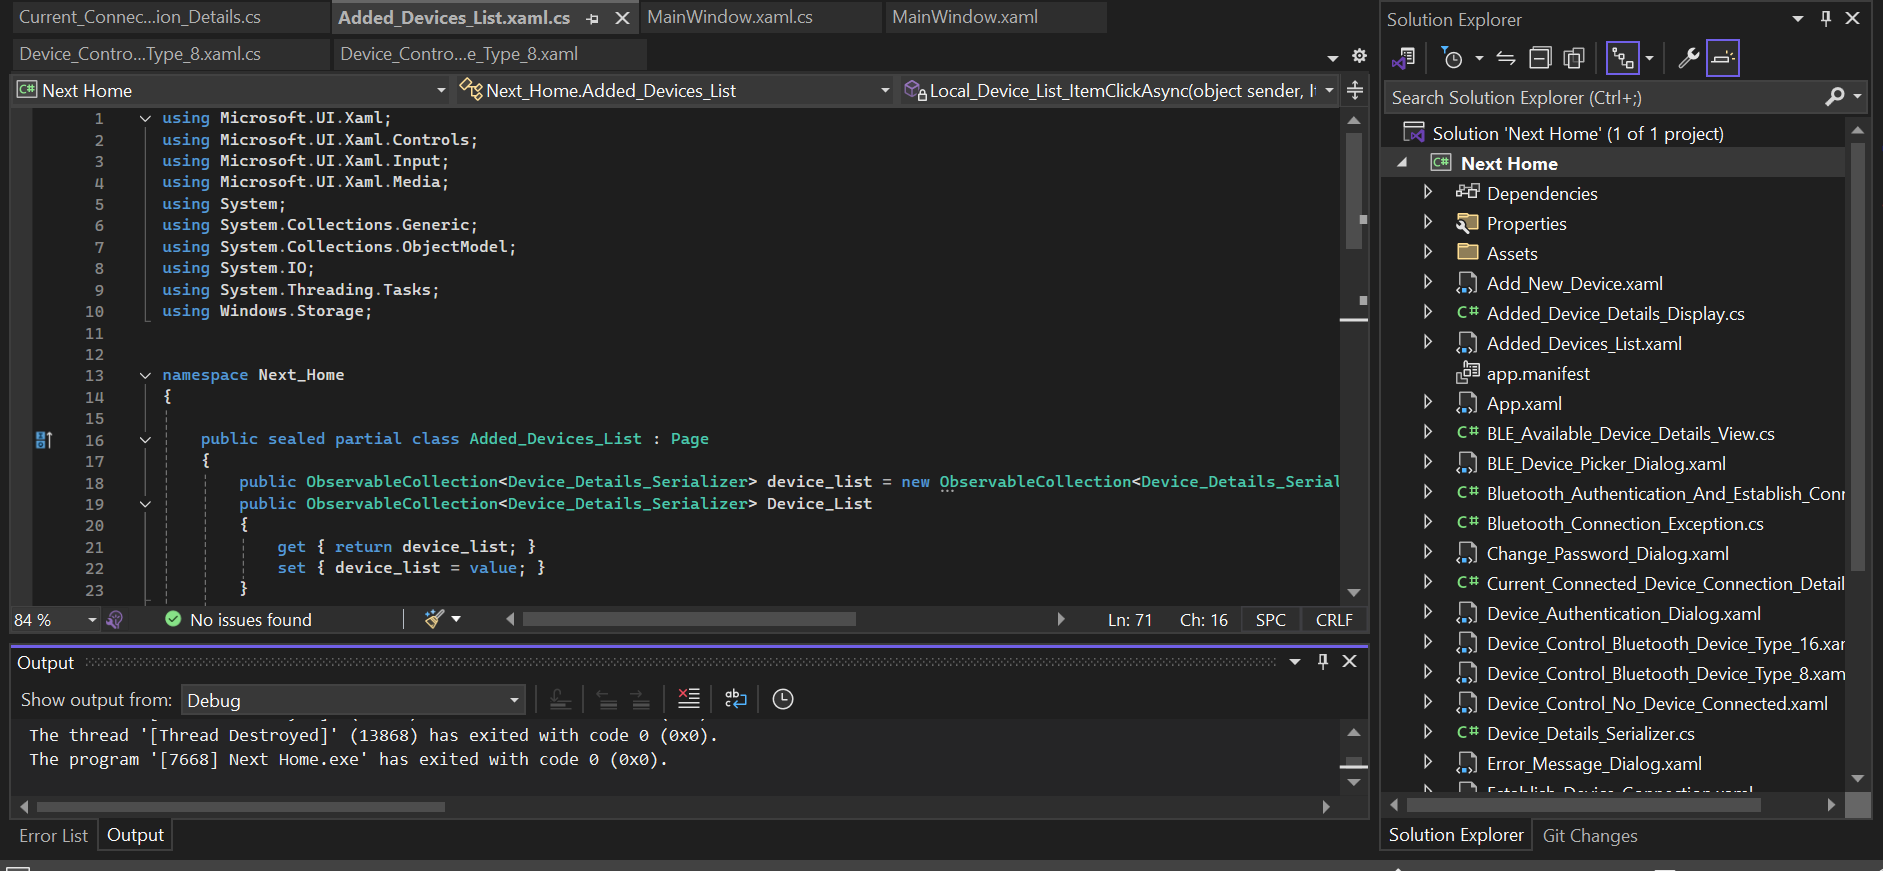 Current_Connec...ion_Details.cs
Added_Devices_List.xaml.cs
MainWindow.xaml.cs
MainWindow.xaml
Device_Contro...Type_8.xaml.cs
Device_Contro...e_Type_8.xaml
C# Next Home
Next_Home.Added_Devices_List
Local_Device_List_ItemClickAsync(object sender, It
1 using Microsoft.UI.Xaml;
2 using Microsoft.UI.Xaml.Controls;
3 using Microsoft.UI.Xaml.Input;
4 using Microsoft.UI.Xaml.Media;
5 using System;
6 using System.Collections.Generic;
7 using System.Collections.ObjectModel;
8 using System.IO;
9 using System.Threading.Tasks;
10 using Windows.Storage;
11
12
13 namespace Next_Home
14 {
15
16 public sealed partial class Added_Devices_List : Page
17 {
18 public ObservableCollection<Device_Details_Serializer> device_list = new ObservableCollection<Device_Details_Serial
19 public ObservableCollection<Device_Details_Serializer> Device_List
20 {
21 get { return device_list; }
22 set { device_list = value; }
23 }
84 %
No issues found
Ln: 71
Ch: 16
SPC
CRLF
Output
Show output from:
Debug
The thread '[Thread Destroyed]' (13868) has exited with code 0 (0x0).
The program '[7668] Next Home.exe' has exited with code 0 (0x0).
Error List
Output
Solution Explorer
Search Solution Explorer (Ctrl+;)
Solution 'Next Home' (1 of 1 project)
C# Next Home
Dependencies
Properties
Assets
Add_New_Device.xaml
C# Added_Device_Details_Display.cs
Added_Devices_List.xaml
app.manifest
App.xaml
C# BLE_Available_Device_Details_View.cs
BLE_Device_Picker_Dialog.xaml
C# Bluetooth_Authentication_And_Establish_Conn
C# Bluetooth_Connection_Exception.cs
Change_Password_Dialog.xaml
C# Current_Connected_Device_Connection_Detail
Device_Authentication_Dialog.xaml
Device_Control_Bluetooth_Device_Type_16.xam
Device_Control_Bluetooth_Device_Type_8.xam
Device_Control_No_Device_Connected.xaml
C# Device_Details_Serializer.cs
Error_Message_Dialog.xaml
Establish_Device_Connection.xaml
Solution Explorer
Git Changes